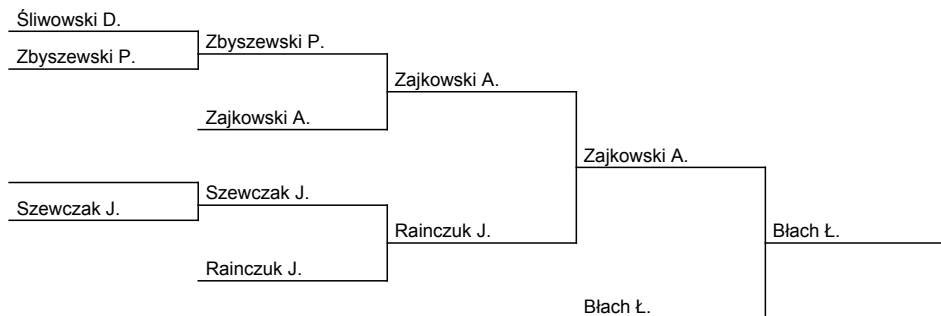 Śliwowski D.
Zbyszewski P.
Zbyszewski P.
Zajkowski A.
Zajkowski A.
Zajkowski A.
Szewczak J.
Szewczak J.
Rainczuk J.
Błach Ł.
Rainczuk J.
Błach Ł.